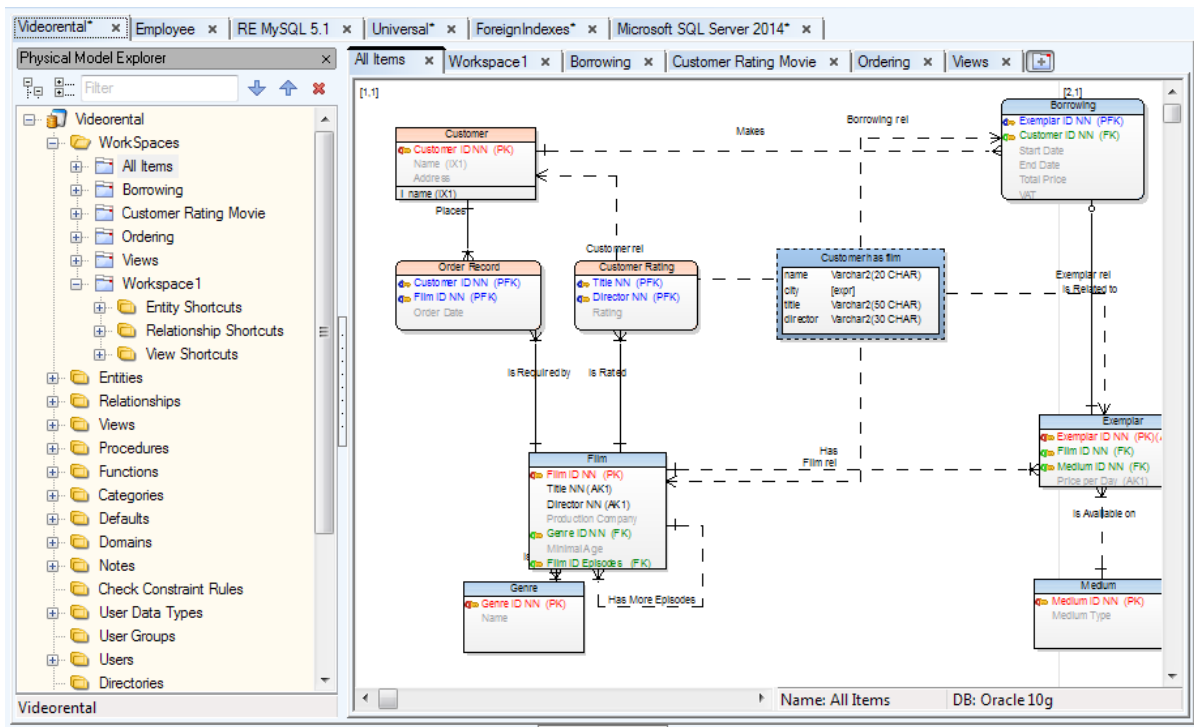 Videorental* × Employee × RE MySQL 5.1 × Universal* × ForeignIndexes* × Microsoft SQL Server 2014* ×
Physical Model Explorer ×
Filter
Videorental
WorkSpaces
All Items
Borrowing
Customer Rating Movie
Ordering
Views
Workspace1
Entity Shortcuts
Relationship Shortcuts
View Shortcuts
Entities
Relationships
Views
Procedures
Functions
Categories
Defaults
Domains
Notes
Check Constraint Rules
User Data Types
User Groups
Users
Directories
Videorental
All Items × Workspace1 × Borrowing × Customer Rating Movie × Ordering × Views ×
[1,1]
[2,1]
Customer
Customer ID NN (PK)
Name (IX1)
Address
i_name (IX1)
Makes
Borrowing rel
Borrowing
Exemplar ID NN (PFK)
Customer ID NN (FK)
Start Date
End Date
Total Price
VAT
Places
Customer rel
Order Record
Customer ID NN (PFK)
Film ID NN (PFK)
Order Date
Customer Rating
Title NN (PFK)
Director NN (PFK)
Rating
Customer has film
name Varchar2(20 CHAR)
city [expr]
title Varchar2(50 CHAR)
director Varchar2(30 CHAR)
Exemplar rel
Is Related to
Is Required by
Is Rated
Has
Film rel
Film
Film ID NN (PK)
Title NN (AK1)
Director NN (AK1)
Production Company
Genre ID NN (FK)
Minimal Age
Film ID Episodes (FK)
Exemplar
Exemplar ID NN (PK)(
Film ID NN (FK)
Medium ID NN (FK)
Price per Day (AK1)
Is Available on
Genre
Genre ID NN (PK)
Name
Has More Episodes
Medium
Medium ID NN (PK)
Medium Type
Name: All Items
DB: Oracle 10g